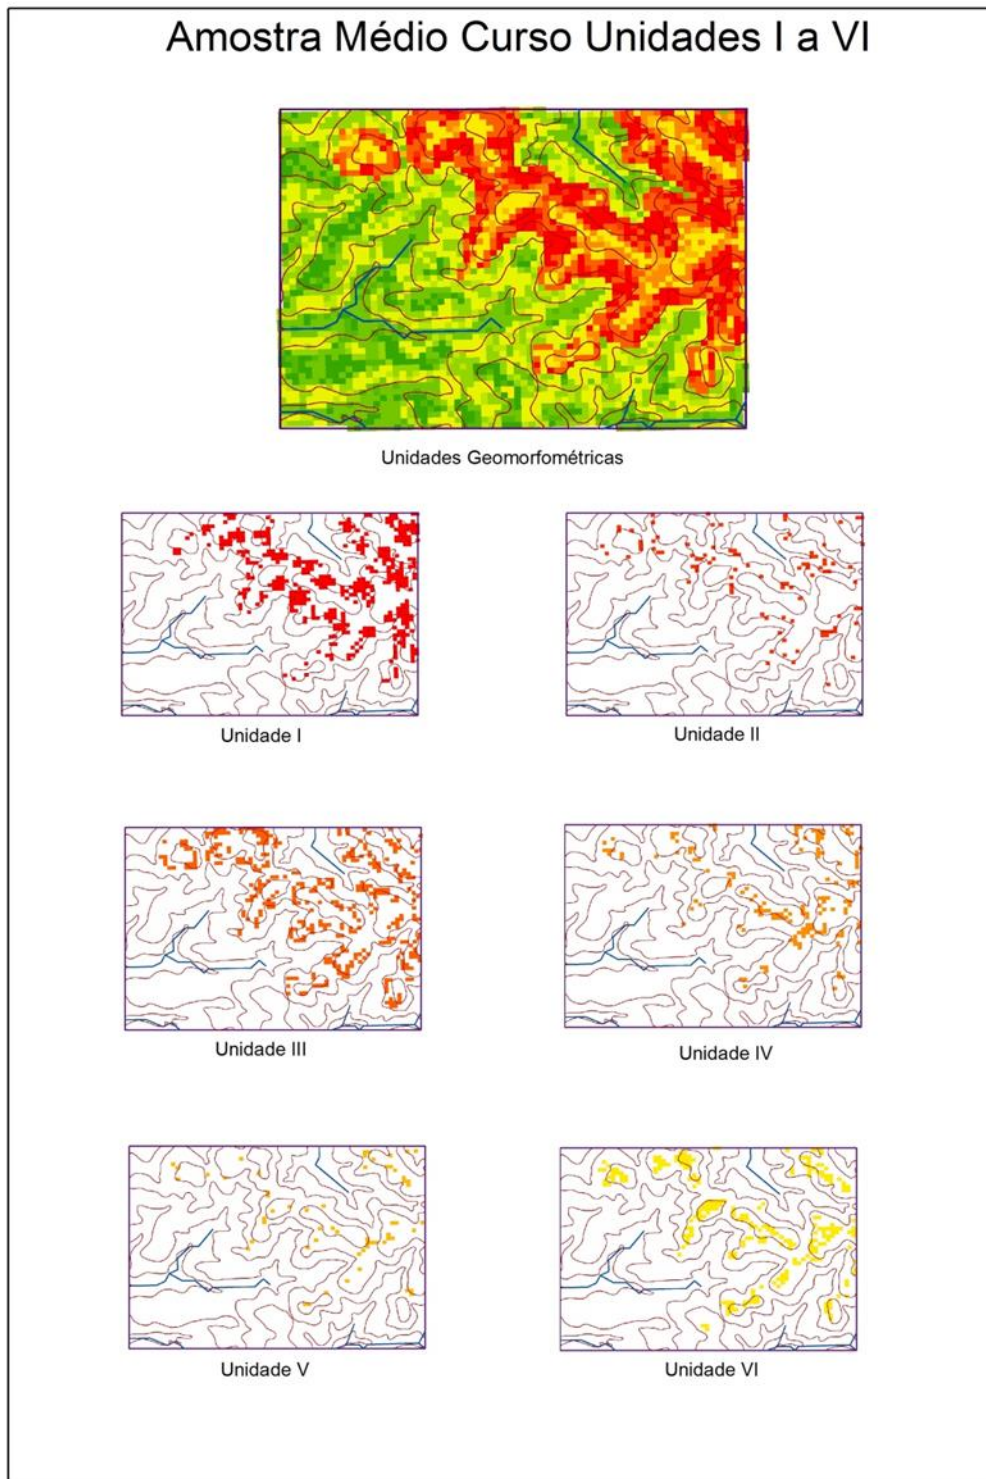 Amostra Médio Curso Unidades I a VI
Unidades Geomorfométricas
Unidade I
Unidade II
Unidade III
Unidade IV
Unidade V
Unidade VI